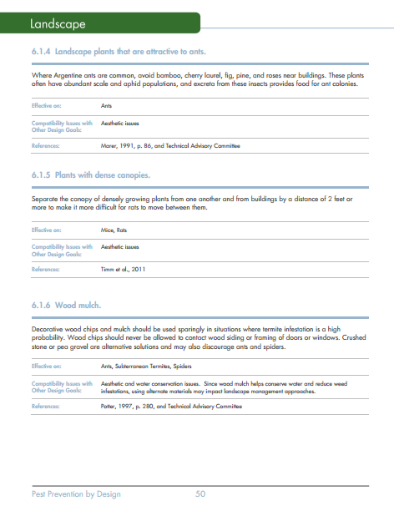 Landscape
6.1.4 Landscape plants that are attractive to ants.
Where Argentine ants are common, avoid bamboo, cherry laurel, fig, pine, and roses near buildings. These plants
often have abundant scale and aphid populations, and excreta from these insects provides food for ant colonies.
Effective on: Ants
Compatibility Issues with Aesthetic issues
Other Design Goals:
References: Marer, 1991, p. 86, and Technical Advisory Committee
6.1.5 Plants with dense canopies.
Separate the canopy of densely growing plants from one another and from buildings by a distance of 2 feet or
more to make it more difficult for rats to move between them.
Effective on: Mice, Rats
Compatibility Issues with Aesthetic issues
Other Design Goals:
References: Timm et al., 2011
6.1.6 Wood mulch.
Decorative wood chips and mulch should be used sparingly in situations where termite infestation is a high
probability. Wood chips should never be allowed to contact wood siding or framing of doors or windows. Crushed
stone or pea gravel are alternative solutions and may also discourage ants and spiders.
Effective on: Ants, Subterranean Termites, Spiders
Compatibility Issues with Aesthetic and water conservation issues. Since wood mulch helps conserve water and reduce weed
Other Design Goals: infestations, using alternate materials may impact landscape management approaches.
References: Potter, 1997, p. 280, and Technical Advisory Committee
Pest Prevention by Design 50